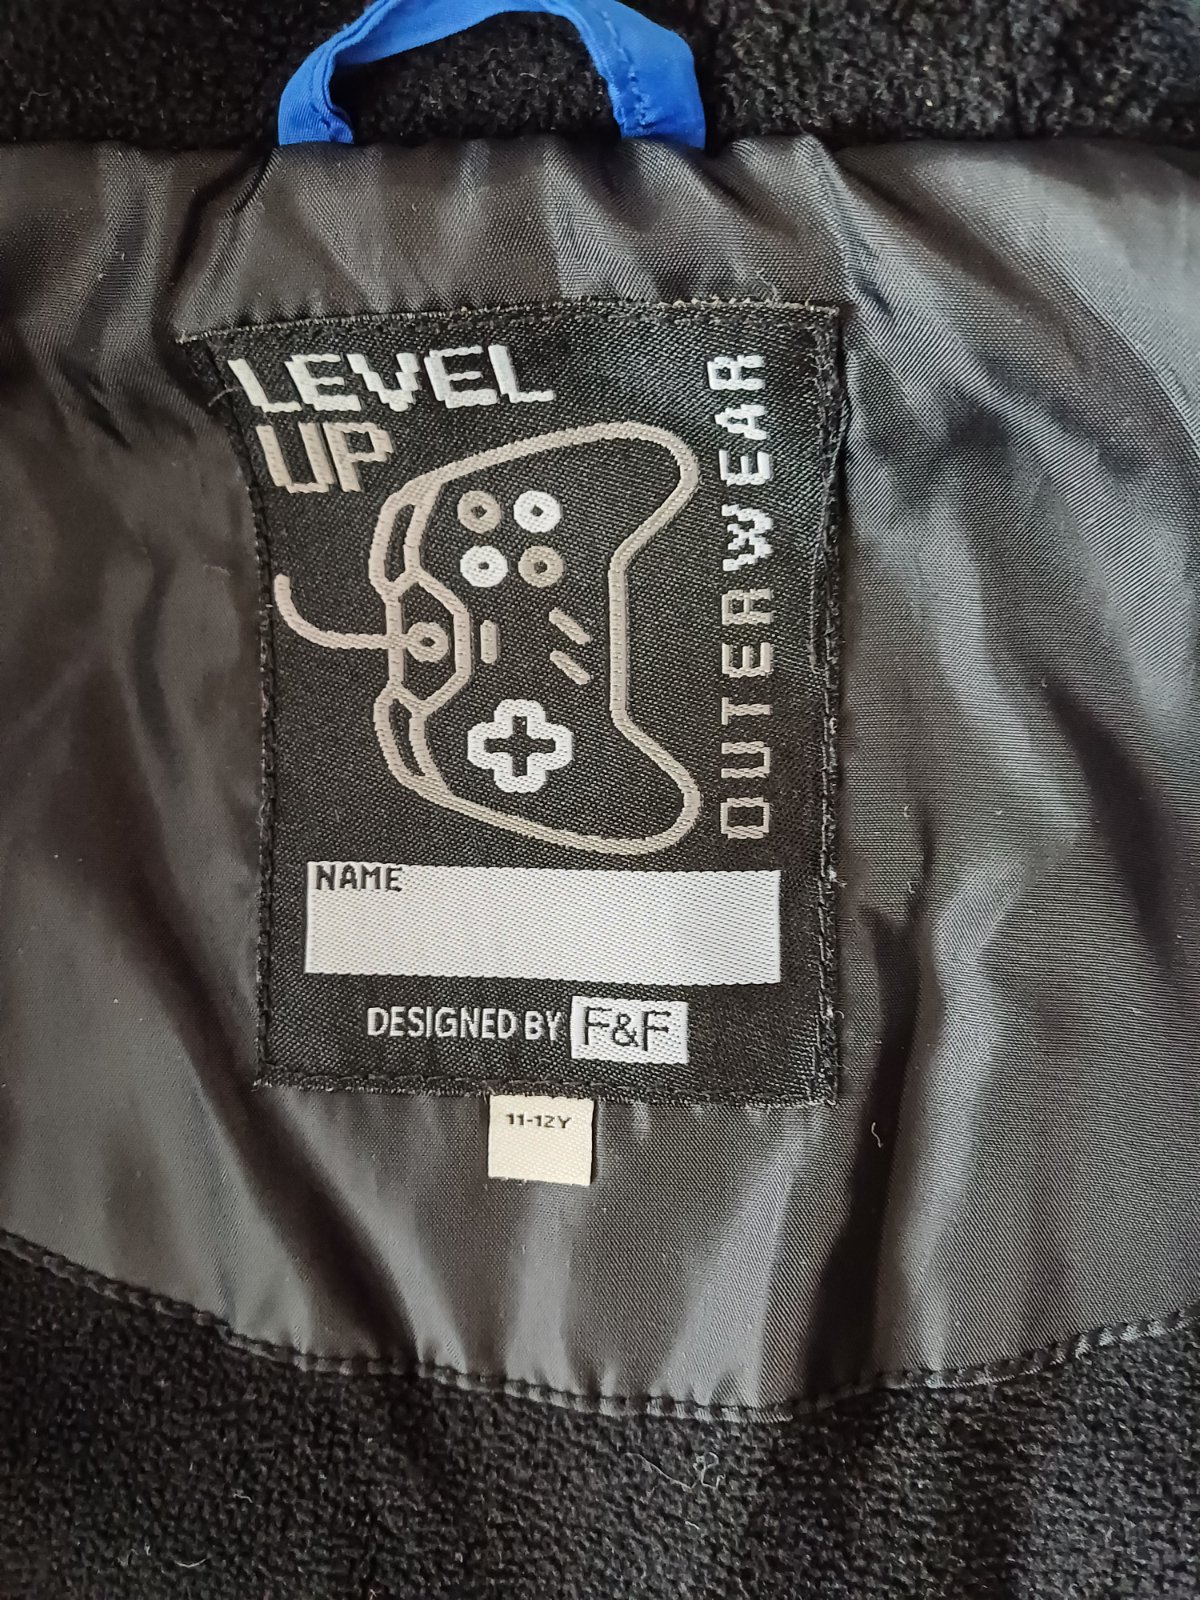 LEVEL
UP
OUTERWEAR
NAME
DESIGNED BY F&F
11-12Y